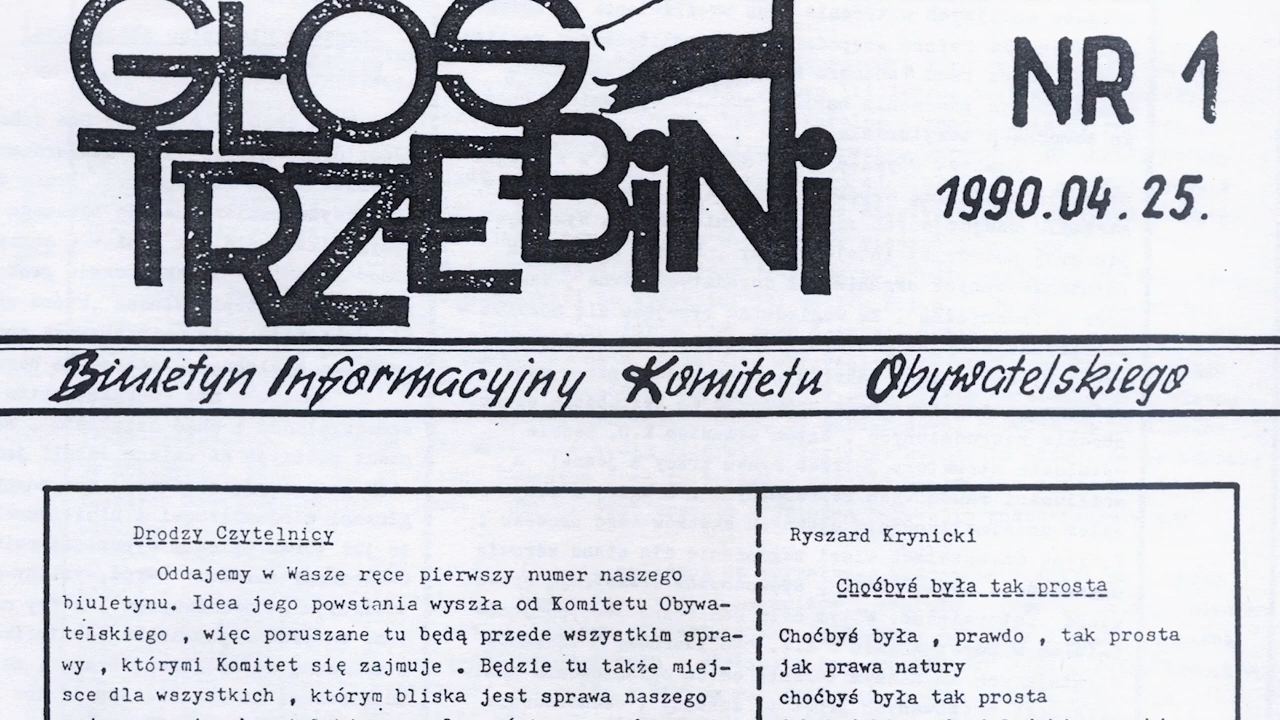 GŁOS
TRZEBiNi
NR 1
1990.04.25.
Biuletyn Informacyjny Komitetu Obywatelskiego
Drodzy Czytelnicy
Oddajemy w Wasze ręce pierwszy numer naszego
biuletynu. Idea jego powstania wyszła od Komitetu Obywa-
telskiego , więc poruszane tu będą przede wszystkim spra-
wy , którymi Komitet się zajmuje . Będzie tu także miej-
sce dla wszystkich , którym bliska jest sprawa naszego
Ryszard Krynicki
Choćbyś była tak prosta
Choćbyś była , prawdo , tak prosta
jak prawa natury
choćbyś była tak prosta